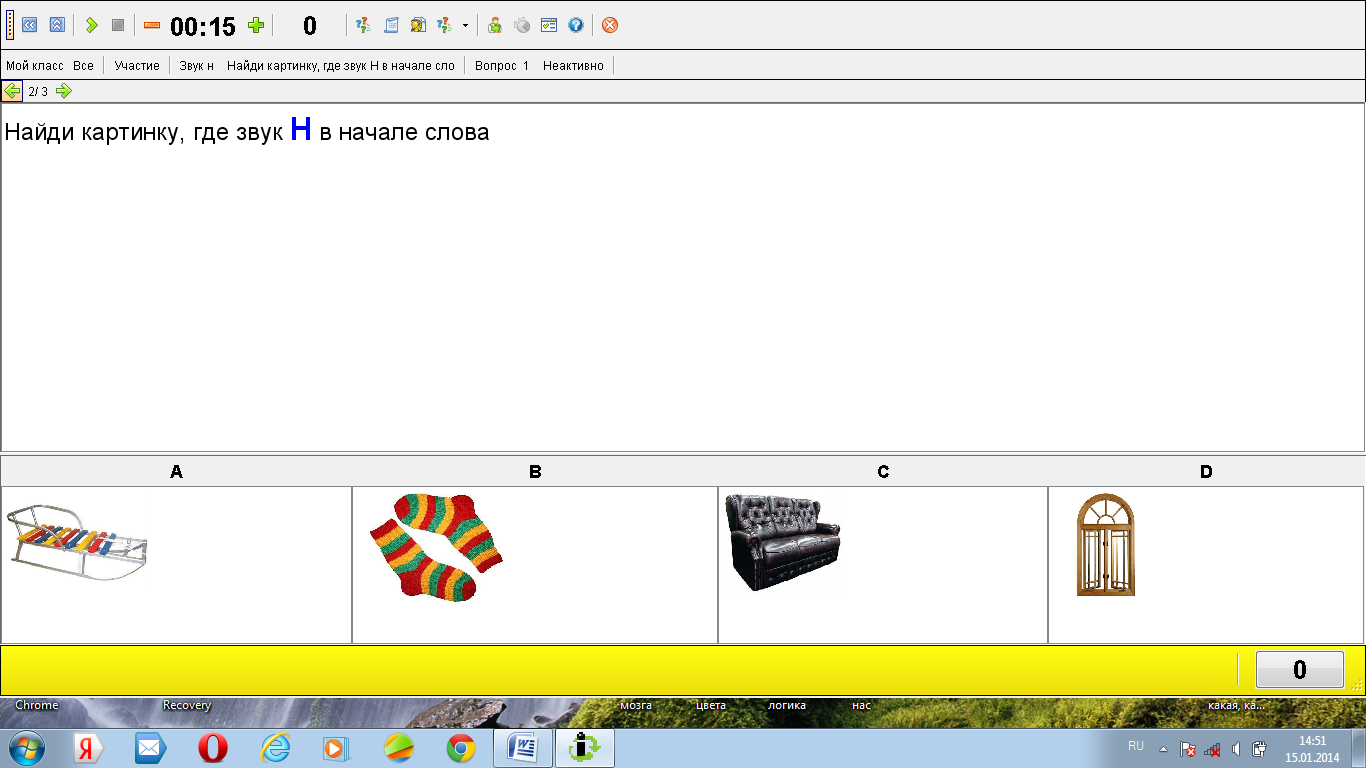 00:15 0
Мой класс Все Участие Звук н Найди картинку, где звук Н в начале сло Вопрос 1 Неактивно
2/ 3
Найди картинку, где звук Н в начале слова
A B C D
0
Chrome Recovery мозга цвета логика нас какая, ка...
RU 14:51
15.01.2014